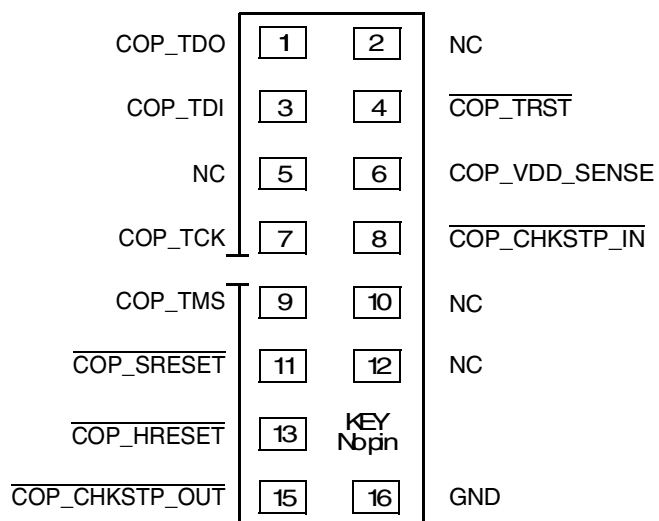 COP_TDO 1 2 NC
COP_TDI 3 4 COP_TRST
NC 5 6 COP_VDD_SENSE
COP_TCK 7 8 COP_CHKSTP_IN
COP_TMS 9 10 NC
COP_SRESET 11 12 NC
COP_HRESET 13 KEY
No pin
COP_CHKSTP_OUT 15 16 GND